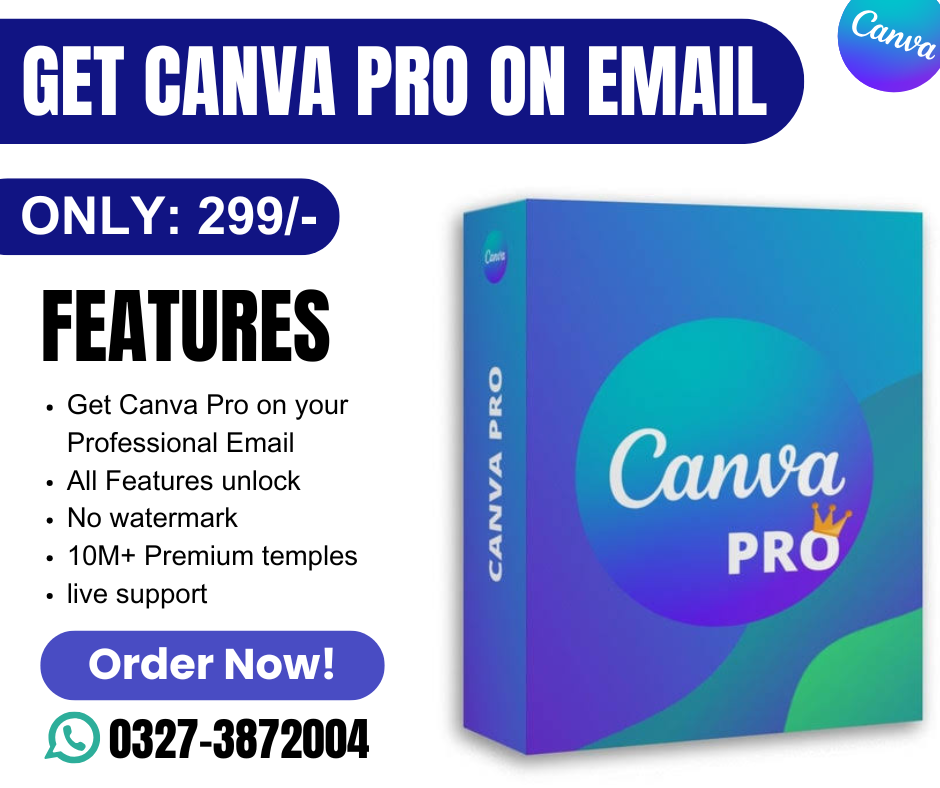 GET CANVA PRO ON EMAIL
Canva
ONLY: 299/-
FEATURES
• Get Canva Pro on your
Professional Email
• All Features unlock
• No watermark
• 10M+ Premium temples
• live support
Order Now!
0327-3872004
Canva
CANVA PRO
Canva
PRO